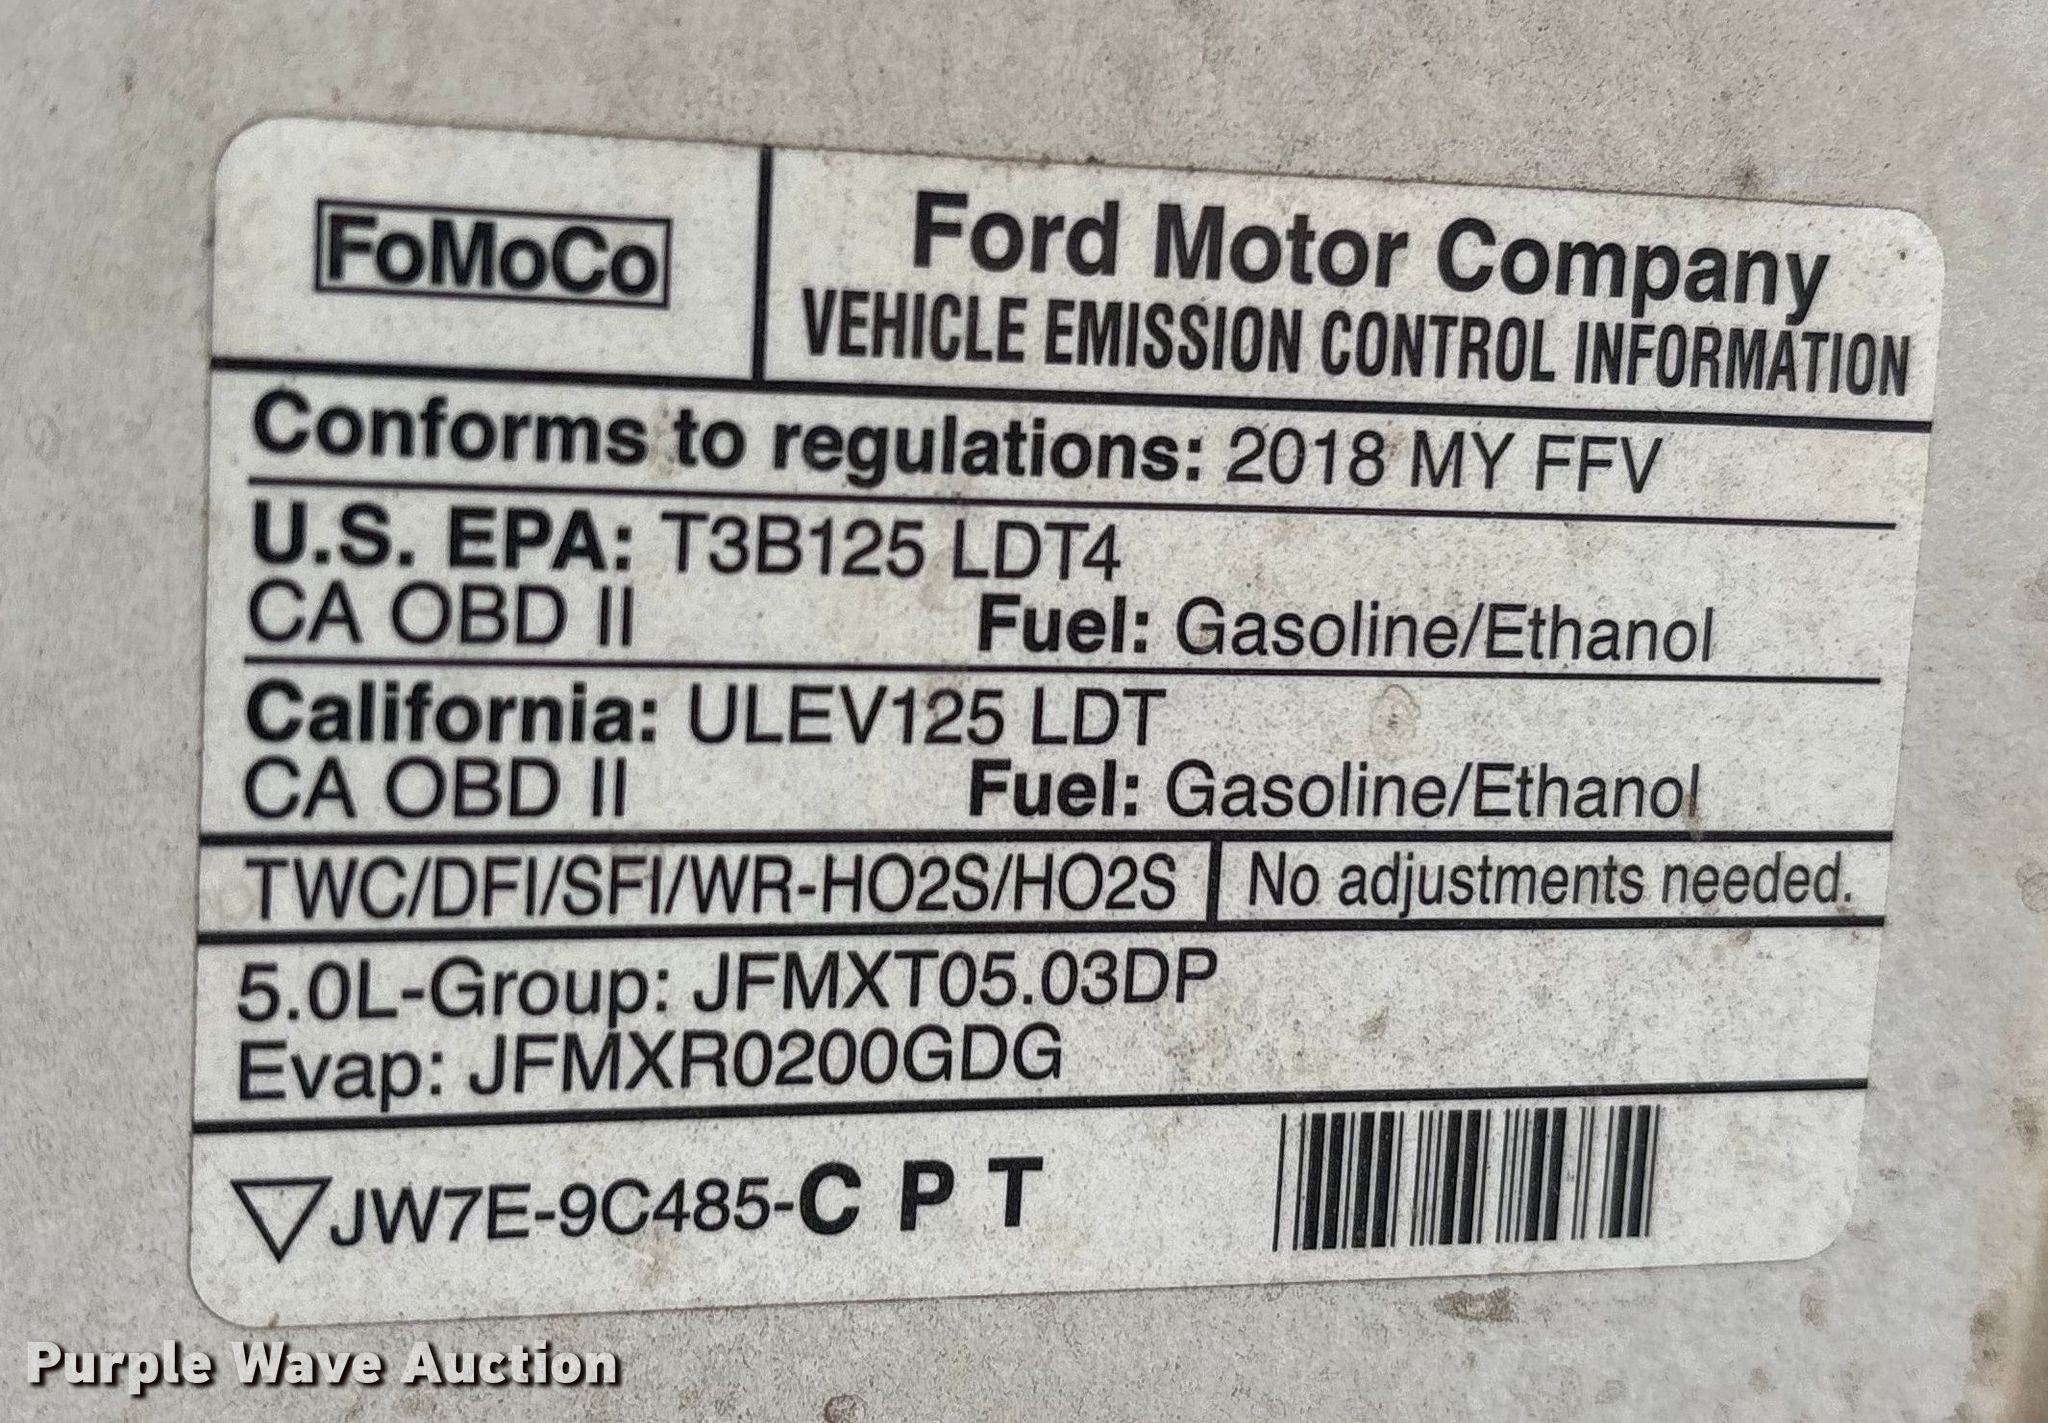 FoMoCo
Ford Motor Company
VEHICLE EMISSION CONTROL INFORMATION
Conforms to regulations: 2018 MY FFV
U.S. EPA: T3B125 LDT4
CA OBD II Fuel: Gasoline/Ethanol
California: ULEV125 LDT
CA OBD II Fuel: Gasoline/Ethanol
TWC/DFI/SFI/WR-HO2S/HO2S No adjustments needed.
5.0L-Group: JFMXT05.03DP
Evap: JFMXR0200GDG
JW7E-9C485-C P T
Purple Wave Auction